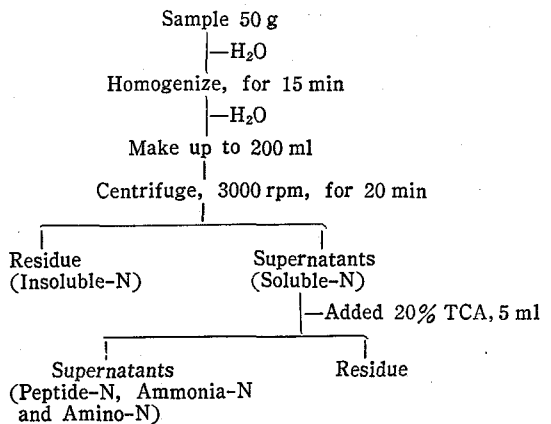 Sample 50 g
—H₂O
Homogenize, for 15 min
—H₂O
Make up to 200 ml
Centrifuge, 3000 rpm, for 20 min
Residue
(Insoluble-N)
Supernatants
(Soluble-N)
—Added 20% TCA, 5 ml
Supernatants
(Peptide-N, Ammonia-N
and Amino-N)
Residue